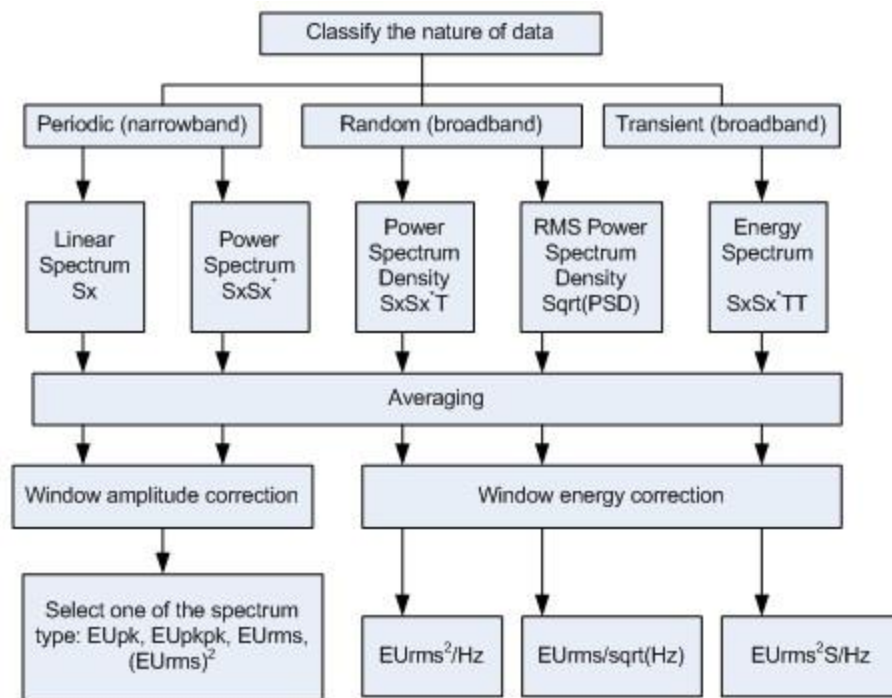 Classify the nature of data
Periodic (narrowband)
Random (broadband)
Transient (broadband)
Linear
Spectrum
Sx
Power
Spectrum
SxSx*
Power
Spectrum
Density
SxSx*T
RMS Power
Spectrum
Density
Sqrt(PSD)
Energy
Spectrum
SxSx*TT
Averaging
Window amplitude correction
Window energy correction
Select one of the spectrum
type: EUpk, EUpkpk, EUrms,
(EUrms)²
EUrms²/Hz
EUrms/sqrt(Hz)
EUrms²S/Hz